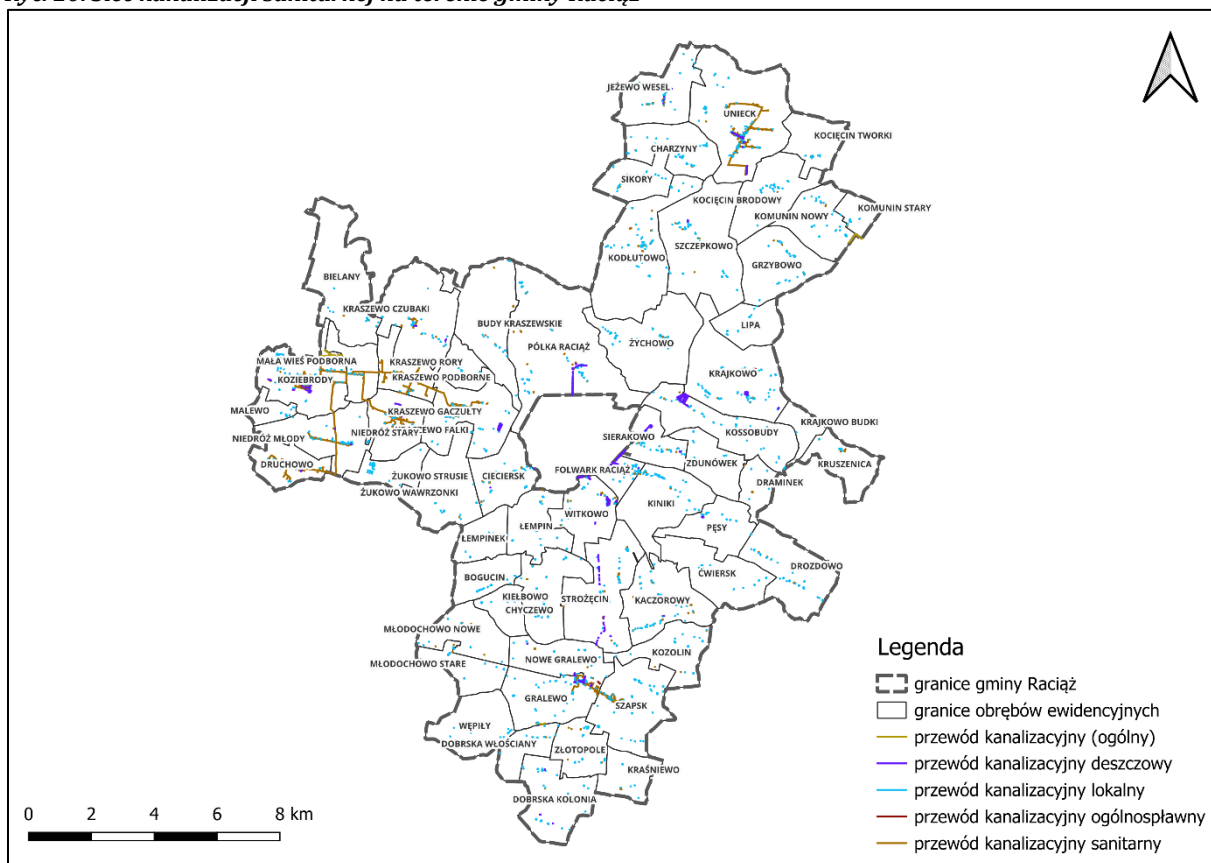 JEŻEWO WESEL
UNIECK
KOCIĘCIN TWORKI
CHARZYNY
SIKORY
KOCIĘCIN BRODOWY
KOMUNIN STARY
KOMUNIN NOWY
SZCZEPKOWO
KODŁUTOWO
GRZYBOWO
BIELANY
KRASZEWO CZUBAKI
BUDY KRASZEWSKIE
LIPA
PÓLKA RACIĄŻ
ŻYCHOWO
MAŁA WIEŚ PODBORNA
KRASZEWO RORY
KOZIEBRODY
KRASZEWO PODBORNE
KRAJKOWO
MALEWO
KRASZEWO GACZUŁTY
KRAJKOWO BUDKI
NIEDRÓŻ MŁODY
NIEDRÓŻ STARY
EWO FALKI
SIERAKOWO
KOSSOBUDY
DRUCHOWO
ZDUNÓWEK
KRUSZENICA
ŻUKOWO STRUSIE
CIECIERSK
FOLWARK RACIĄŻ
DRAMINEK
ŻUKOWO WAWRZONKI
KINIKI
WITKOWO
ŁEMPIN
PĘSY
ŁEMPINEK
DROZDOWO
BOGUCIN
ĆWIERSK
KIEŁBOWO
STROŻĘCIN
KACZOROWY
CHYCZEWO
MŁODOCHOWO NOWE
KOZOLIN
MŁODOCHOWO STARE
NOWE GRALEWO
GRALEWO
SZAPSK
WĘPIŁY
DOBRSKA WŁOŚCIANY
ZŁOTOPOLE
KRAŚNIEWO
DOBRSKA KOLONIA
0 2 4 6 8 km
Legenda
granice gminy Raciąż
granice obrębów ewidencyjnych
przewód kanalizacyjny (ogólny)
przewód kanalizacyjny deszczowy
przewód kanalizacyjny lokalny
przewód kanalizacyjny ogólnospławny
przewód kanalizacyjny sanitarny